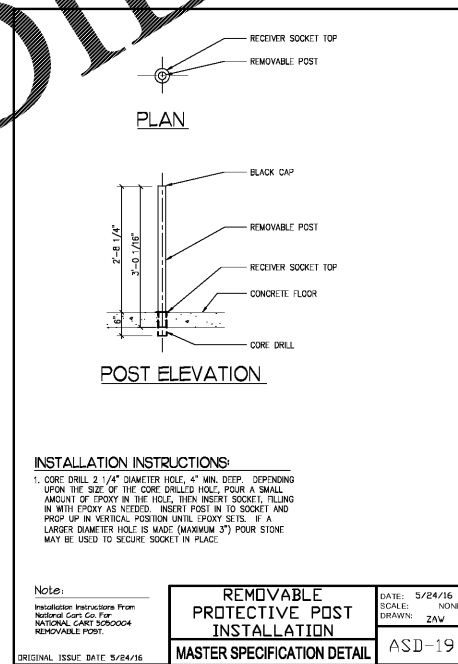 RECEIVER SOCKET TOP
REMOVABLE POST
PLAN
BLACK CAP
REMOVABLE POST
2'-8 1/4"
3'-0 1/16"
RECEIVER SOCKET TOP
CONCRETE FLOOR
6"
CORE DRILL
POST ELEVATION
INSTALLATION INSTRUCTIONS:
1. CORE DRILL 2 1/4" DIAMETER HOLE, 4" MIN. DEEP. DEPENDING
UPON THE SIZE OF THE CORE DRILLED HOLE, POUR A SMALL
AMOUNT OF EPOXY IN THE HOLE, THEN INSERT SOCKET, FILLING
IN WITH EPOXY AS NEEDED. INSERT POST IN TO SOCKET AND
PROP UP IN VERTICAL POSITION UNTIL EPOXY SETS. IF A
LARGER DIAMETER HOLE IS MADE (MAXIMUM 3") POUR STONE
MAY BE USED TO SECURE SOCKET IN PLACE
Note:
Installation Instructions From
National Cart Co. For
NATIONAL CART 5050004
REMOVABLE POST.
ORIGINAL ISSUE DATE 5/24/16
REMOVABLE
PROTECTIVE POST
INSTALLATION
MASTER SPECIFICATION DETAIL
DATE: 5/24/16
SCALE: NONE
DRAWN: ZAW
ASD-19